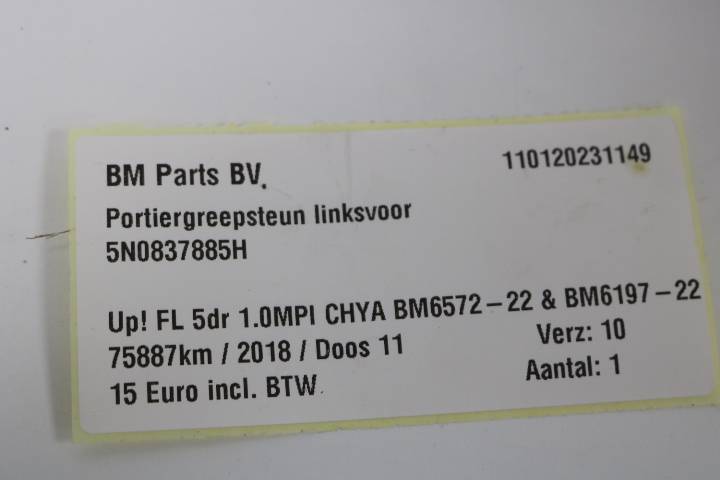 BM Parts BV. 110120231149
Portiergreepsteun linksvoor
5N0837885H
Up! FL 5dr 1.0MPI CHYA BM6572-22 & BM6197-22
75887km / 2018 / Doos 11 Verz: 10
15 Euro incl. BTW Aantal: 1